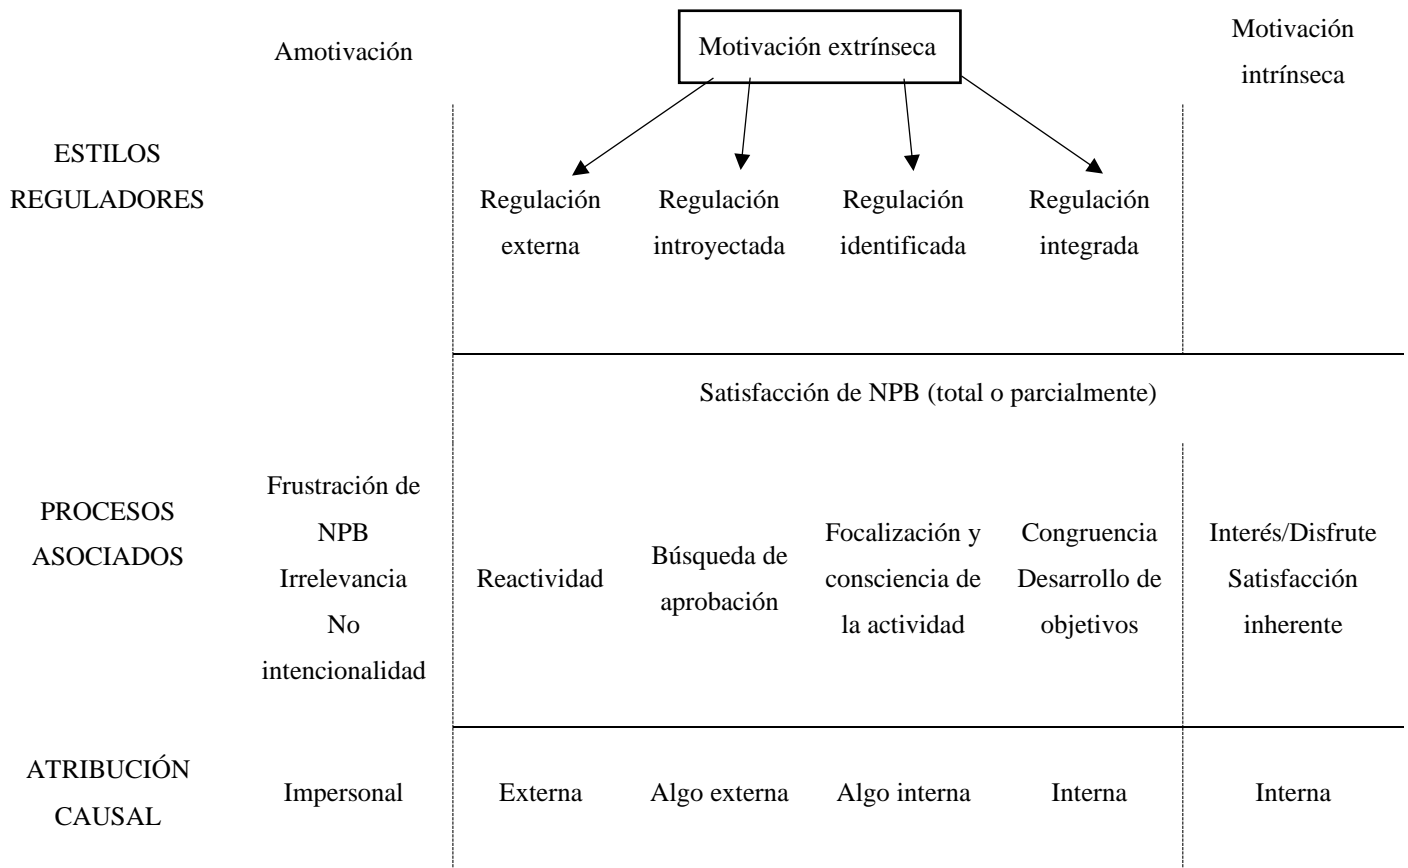 Amotivación
Motivación extrínseca
Motivación
intrínseca
ESTILOS
REGULADORES
Regulación
externa
Regulación
introyectada
Regulación
identificada
Regulación
integrada
Satisfacción de NPB (total o parcialmente)
PROCESOS
ASOCIADOS
Frustración de
NPB
Irrelevancia
No
intencionalidad
Reactividad
Búsqueda de
aprobación
Focalización y
consciencia de
la actividad
Congruencia
Desarrollo de
objetivos
Interés/Disfrute
Satisfacción
inherente
ATRIBUCIÓN
CAUSAL
Impersonal
Externa
Algo externa
Algo interna
Interna
Interna